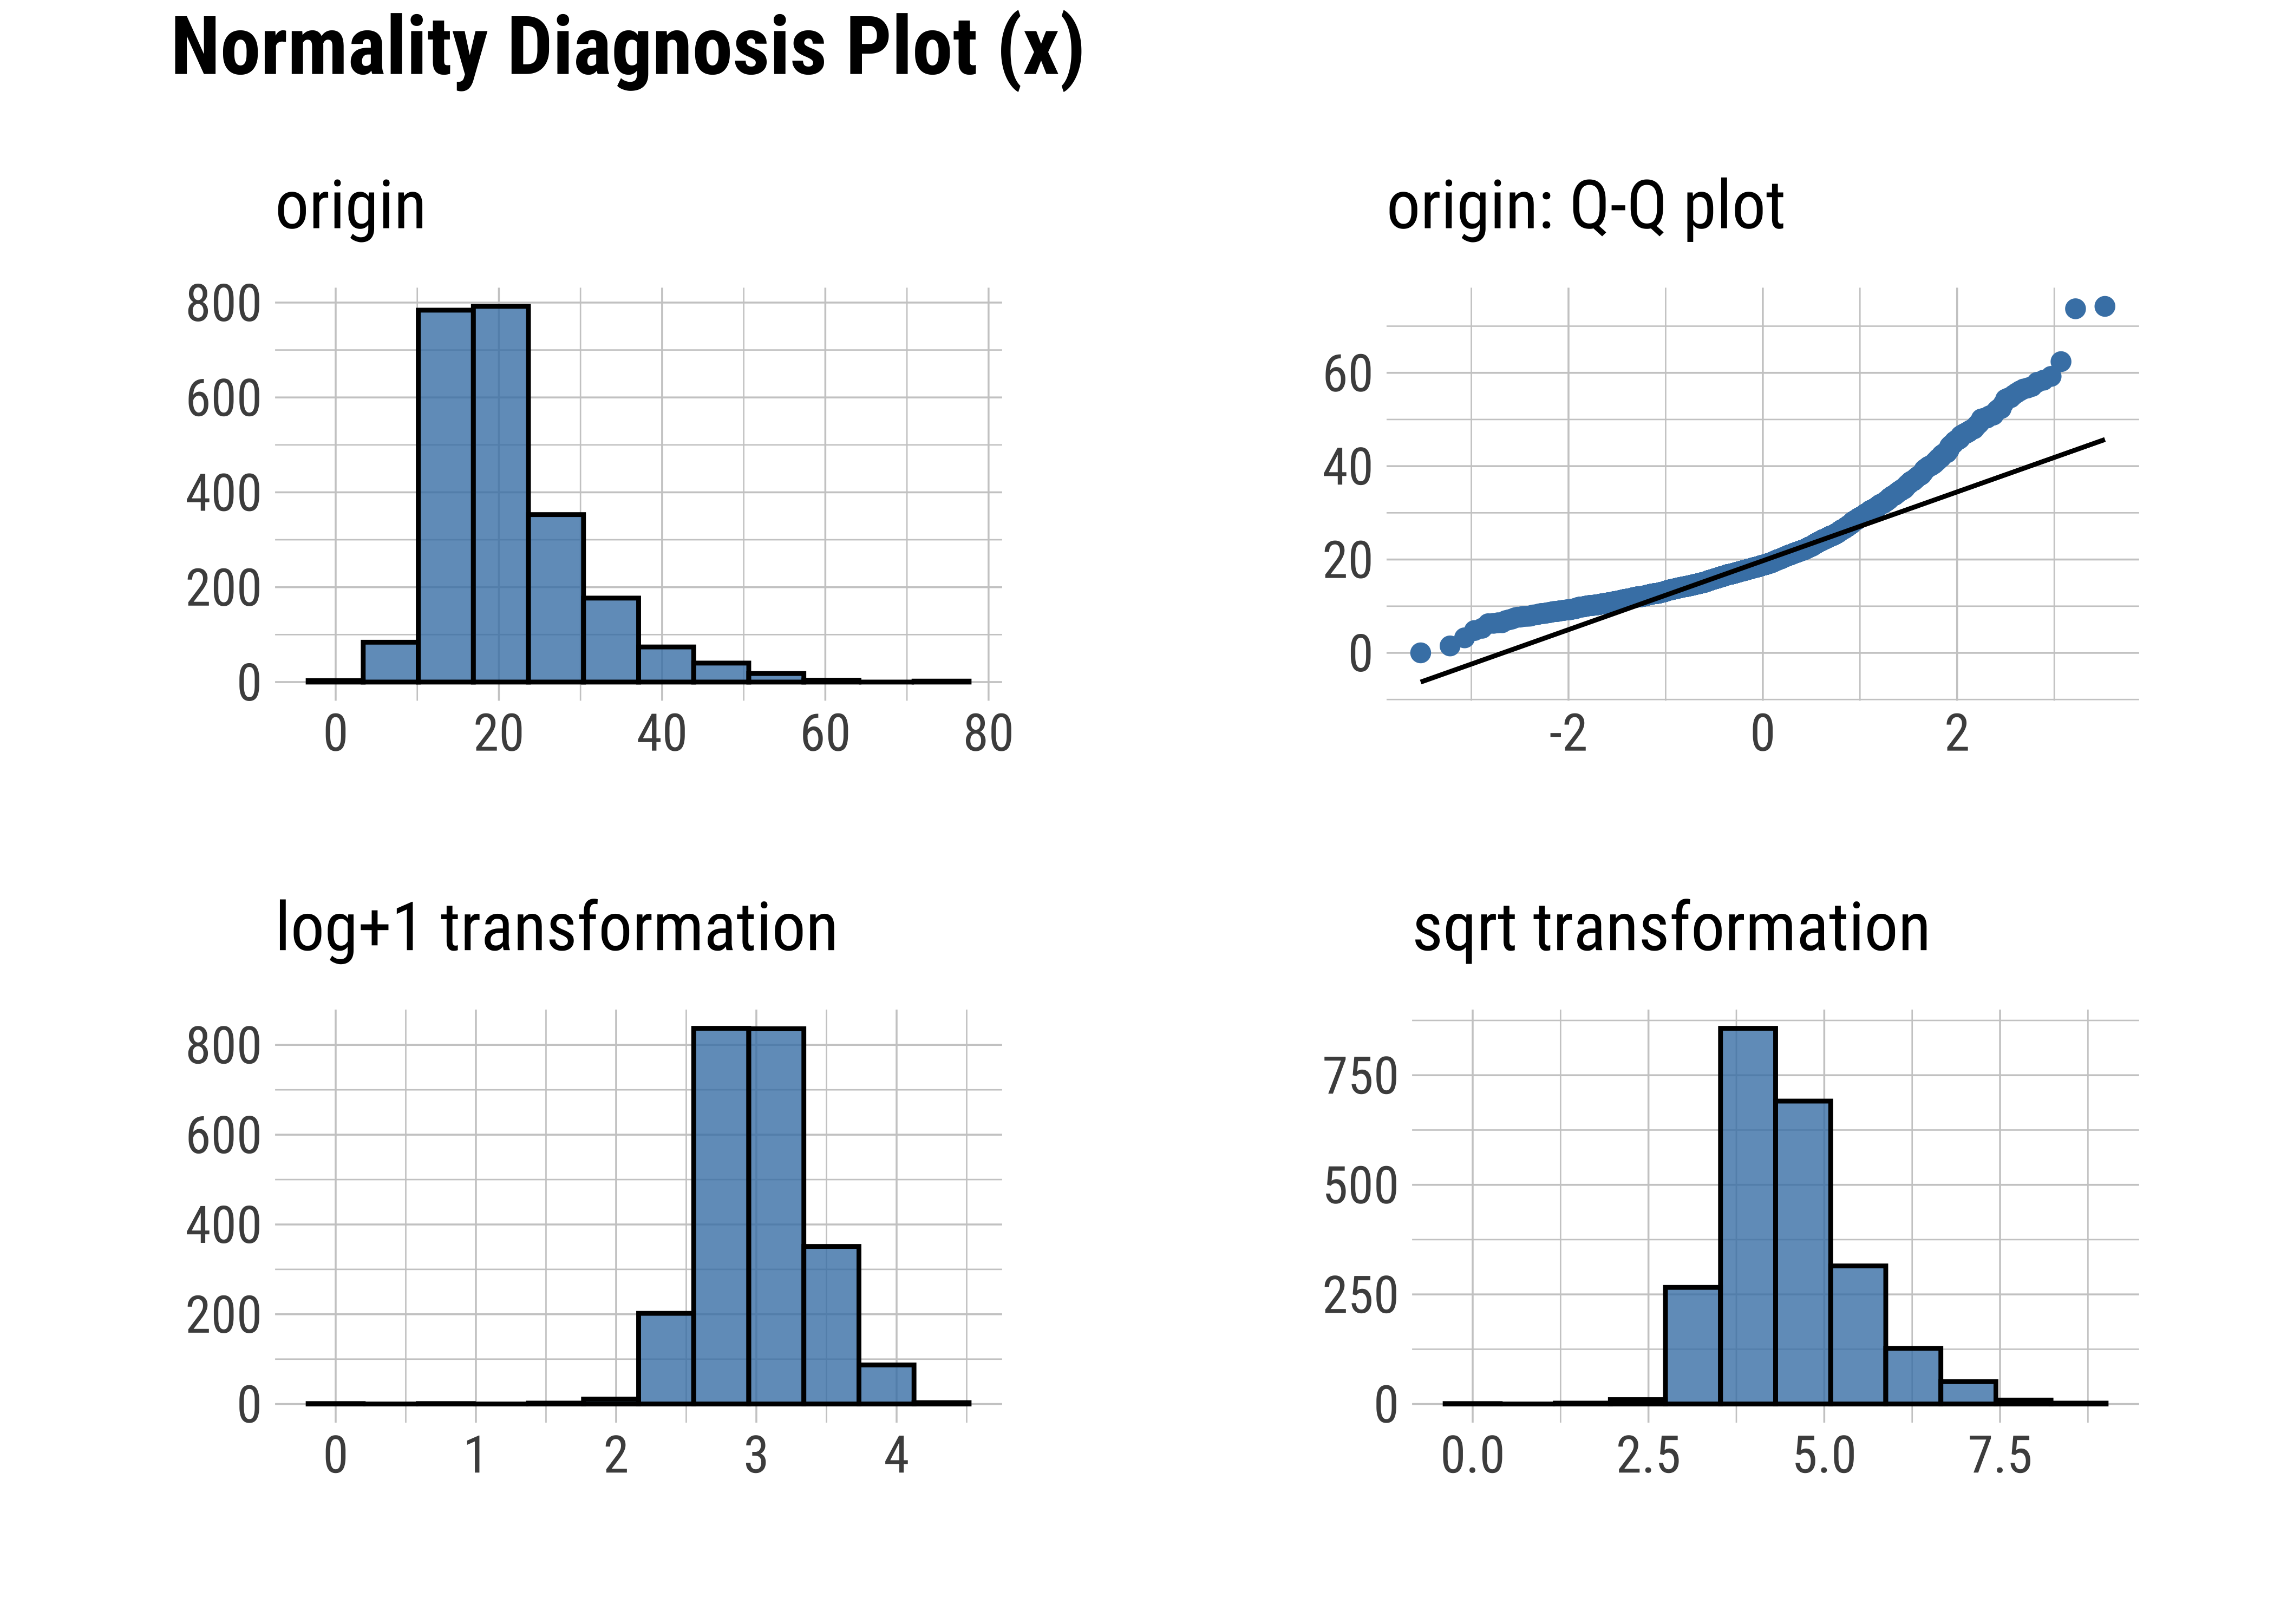 Normality Diagnosis Plot (x)
origin
800
600
400
200
0
0 20 40 60 80
origin: Q-Q plot
60
40
20
0
-2 0 2
log+1 transformation
800
600
400
200
0
0 1 2 3 4
sqrt transformation
750
500
250
0
0.0 2.5 5.0 7.5